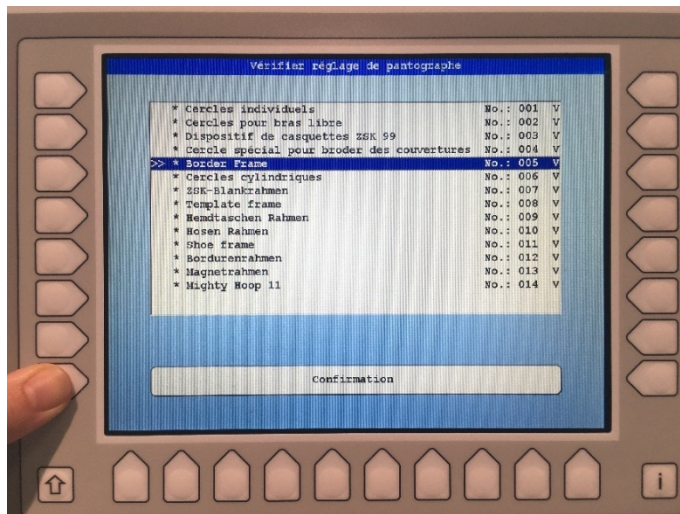 Vérifier réglage de pantographe
* Cercles individuels No.: 001 V
* Cercles pour bras libre No.: 002 V
* Dispositif de casquettes ZSK 99 No.: 003 V
* Cercle spécial pour broder des couvertures No.: 004 V
>> * Border Frame No.: 005 V
* Cercles cylindriques No.: 006 V
* ZSK-Blankrahmen No.: 007 V
* Template frame No.: 008 V
* Hemdtaschen Rahmen No.: 009 V
* Hosen Rahmen No.: 010 V
* Shoe frame No.: 011 V
* Bordurenrahmen No.: 012 V
* Magnetrahmen No.: 013 V
* Mighty Hoop 11 No.: 014 V
Confirmation
i